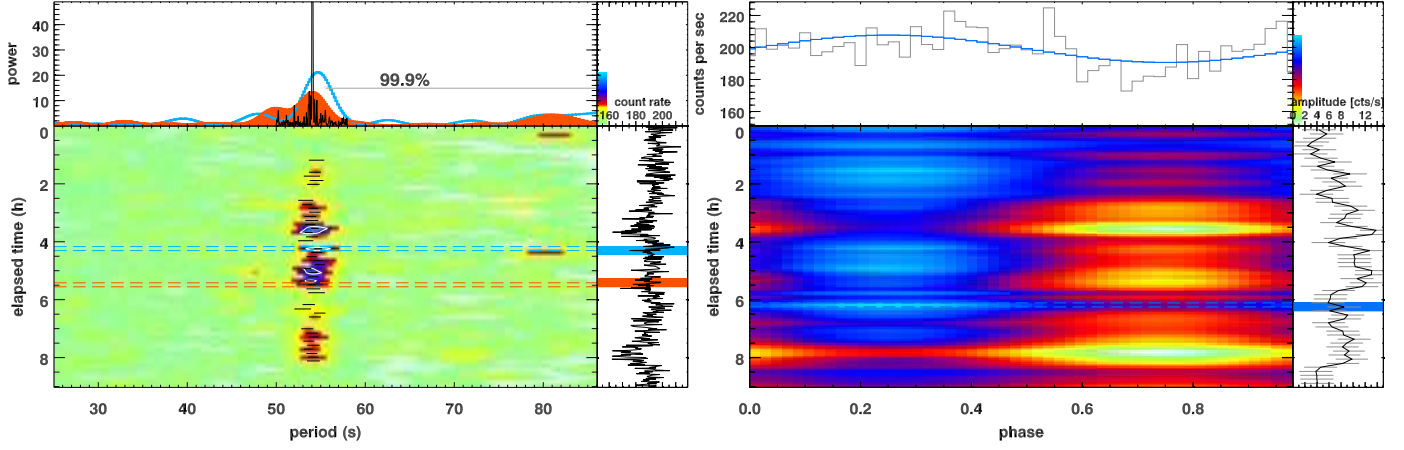 40
30
20
10
power
99.9%
count rate
160 180 200
0
2
4
6
8
elapsed time (h)
30 40 50 60 70 80
period (s)
220
200
180
160
counts per sec
amplitude [cts/s]
0 2 4 6 8 12
0
2
4
6
8
elapsed time (h)
0.0 0.2 0.4 0.6 0.8
phase